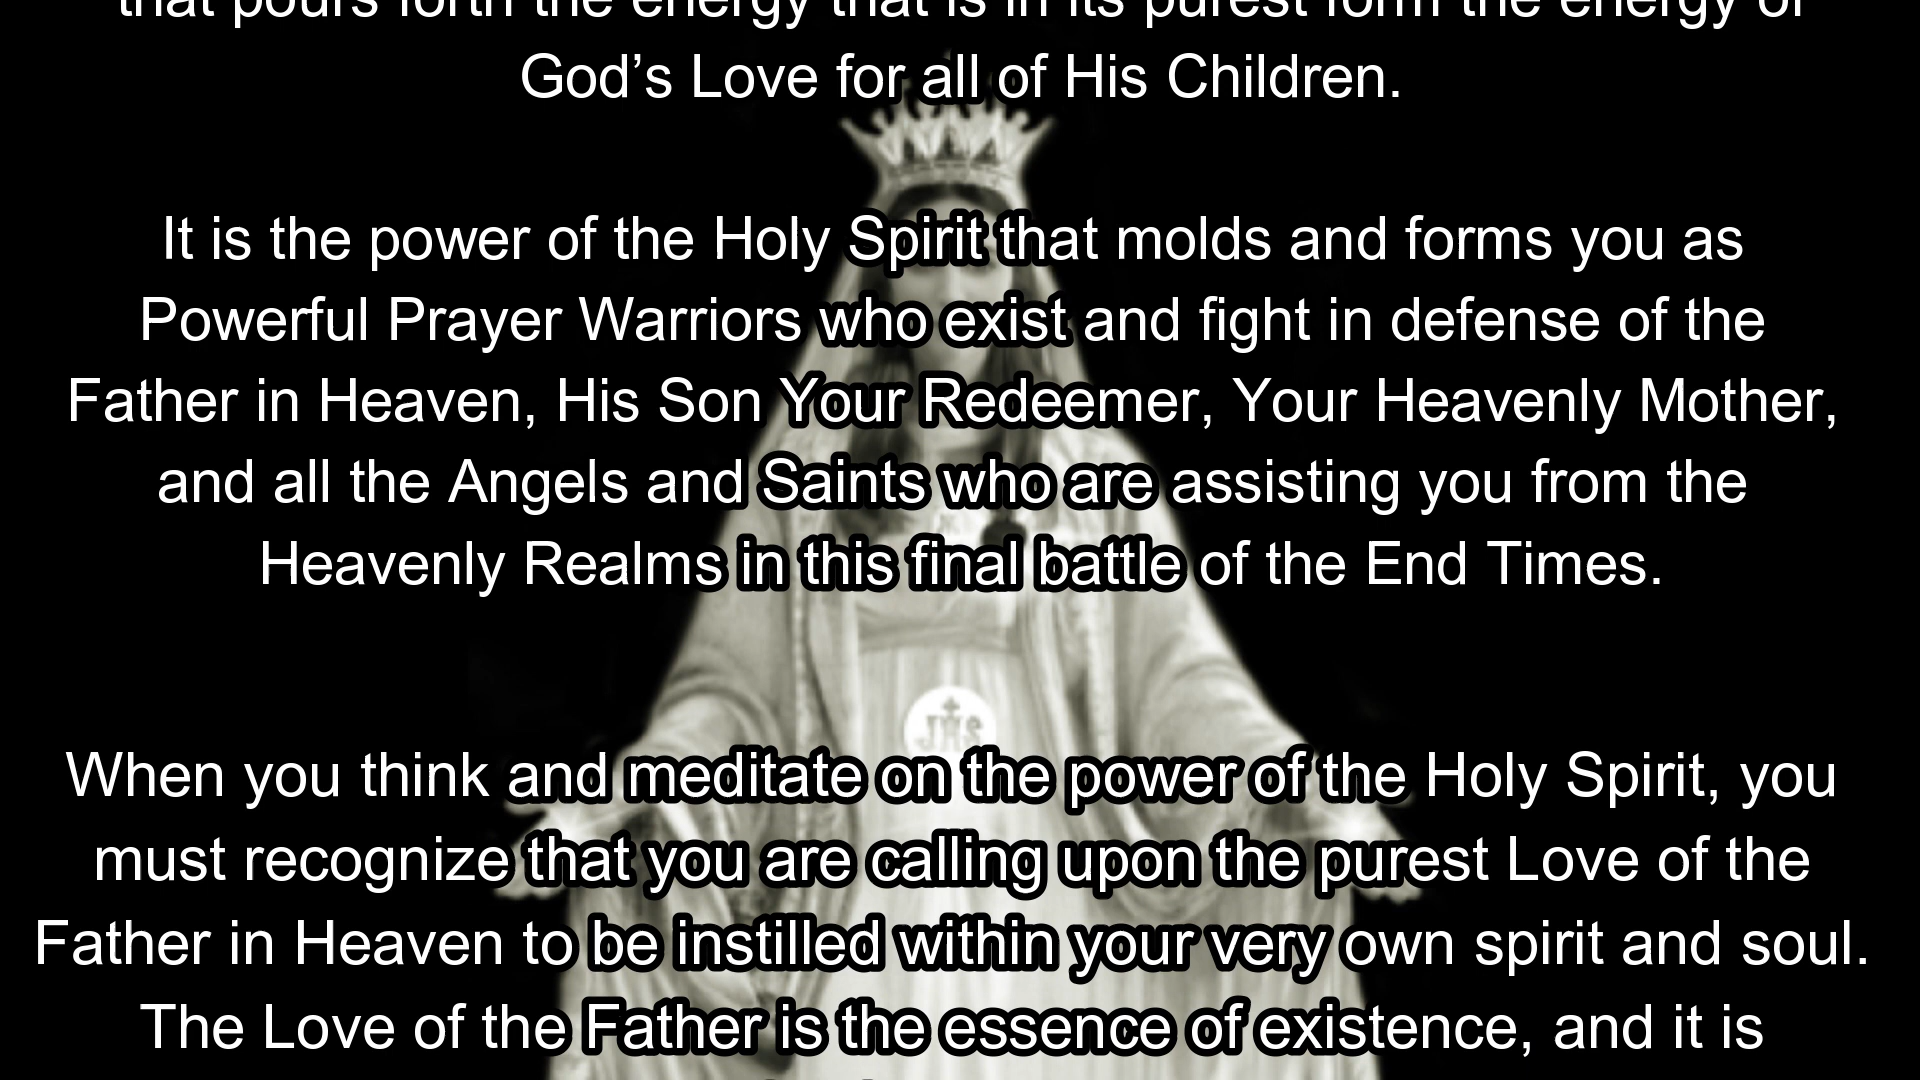 that pours forth the energy that is in its purest form the energy of
God’s Love for all of His Children.
It is the power of the Holy Spirit that molds and forms you as
Powerful Prayer Warriors who exist and fight in defense of the
Father in Heaven, His Son Your Redeemer, Your Heavenly Mother,
and all the Angels and Saints who are assisting you from the
Heavenly Realms in this final battle of the End Times.
JHS
When you think and meditate on the power of the Holy Spirit, you
must recognize that you are calling upon the purest Love of the
Father in Heaven to be instilled within your very own spirit and soul.
The Love of the Father is the essence of existence, and it is